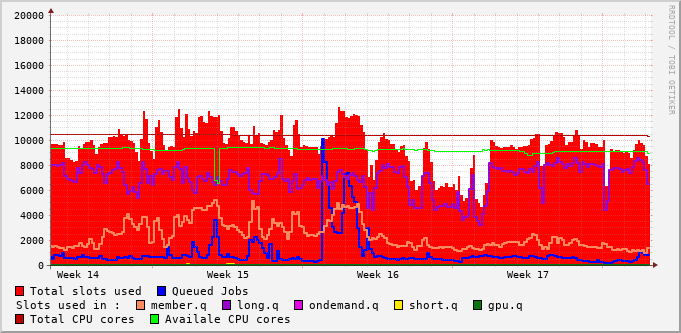 20000
18000
16000
14000
12000
10000
8000
6000
4000
2000
0
Week 14 Week 15 Week 16 Week 17
RRDTOOL / TOBI OETIKER
Total slots used Queued Jobs
Slots used in : member.q long.q ondemand.q short.q gpu.q
Total CPU cores Availale CPU cores